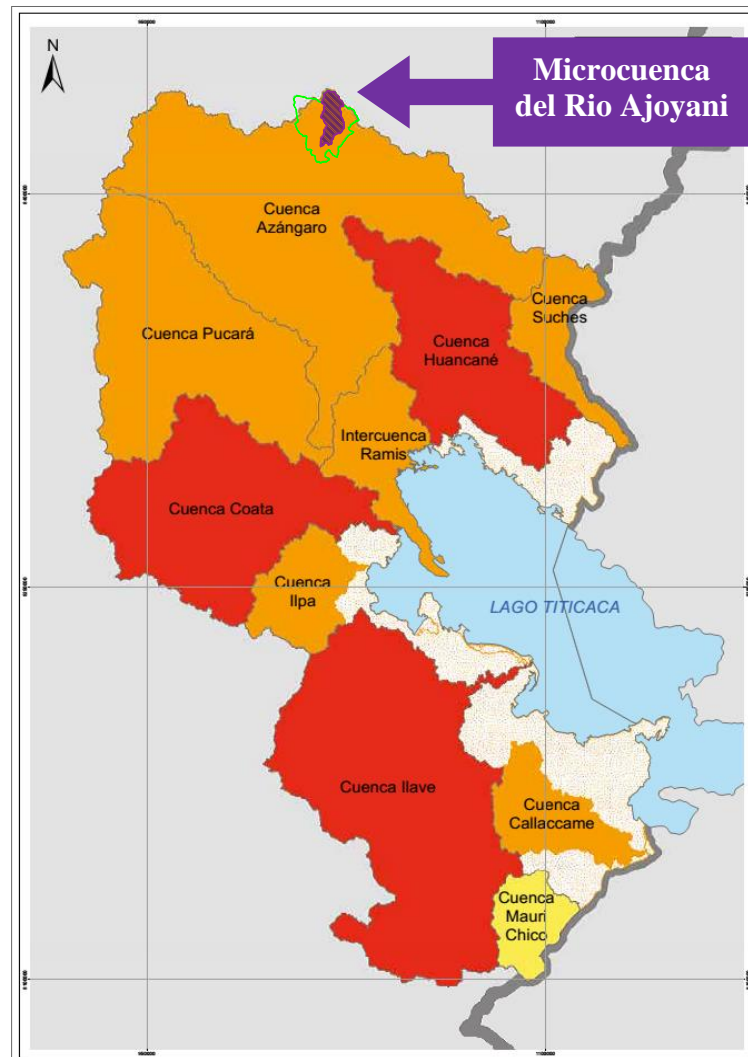 N
Microcuenca
del Rio Ajoyani
Cuenca
Azángaro
Cuenca
Suches
Cuenca Pucará
Cuenca
Huancané
Intercuenca
Ramis
Cuenca Coata
Cuenca
Ilpa
LAGO TITICACA
Cuenca Ilave
Cuenca
Callaccame
Cuenca
Mauri
Chico